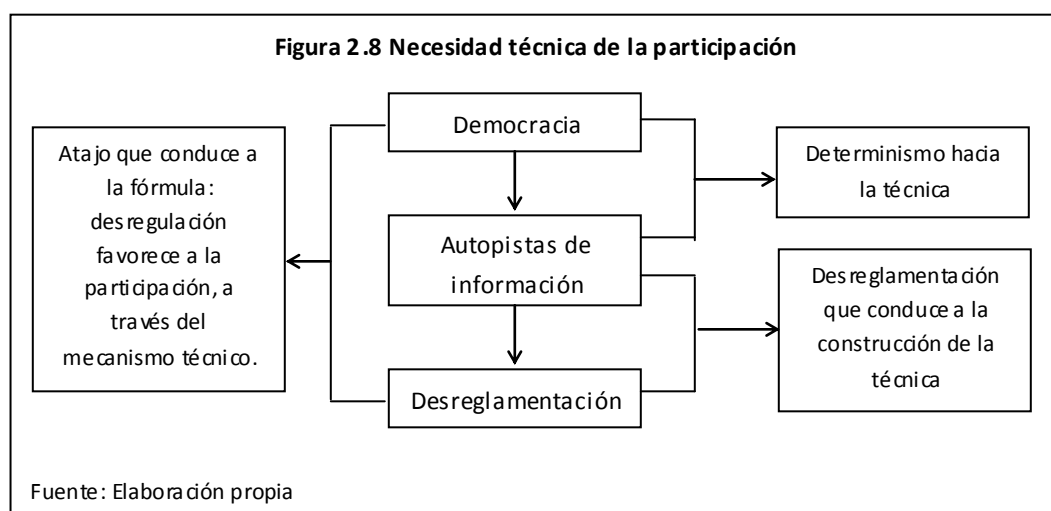 Figura 2.8 Necesidad técnica de la participación
Atajo que conduce a
la fórmula:
desregulación
favorece a la
participación, a
través del
mecanismo técnico.
Democracia
Autopistas de
información
Desreglamentación
Determinismo hacia
la técnica
Desreglamentación
que conduce a la
construcción de la
técnica
Fuente: Elaboración propia